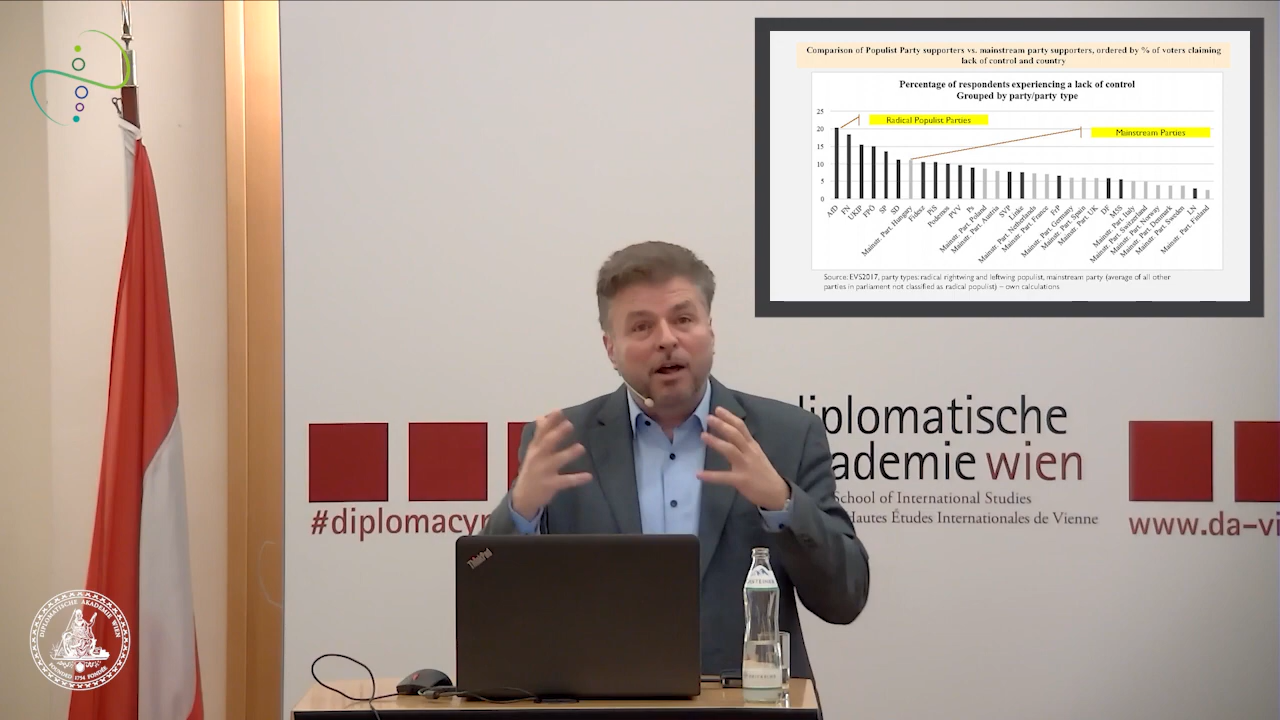 Comparison of Populist Party supporters vs. mainstream party supporters, ordered by % of voters claiming
lack of control and country
Percentage of respondents experiencing a lack of control
Grouped by party/party type
25
20
15
10
5
0
Radical Populist Parties
Mainstream Parties
AfD
FN
UKIP
FPÖ
SP
SD
Mainstr. Part. Hungary
Fidesz
PiS
Podemos
PVV
Ps
Mainstr. Part. Poland
Mainstr. Part. Austria
SVP
Linke
Mainstr. Part. Netherlands
Mainstr. Part. France
FrP
Mainstr. Part. Germany
Mainstr. Part. Spain
Mainstr. Part. UK
DF
M5S
Mainstr. Part. Italy
Mainstr. Part. Switzerland
Mainstr. Part. Norway
Mainstr. Part. Denmark
Mainstr. Part. Sweden
LN
Mainstr. Part. Finland
Source: EVS2017, party types: radical rightwing and leftwing populist, mainstream party (average of all other
parties in parliament not classified as radical populist) – own calculations
diplomatische
ademie wien
School of International Studies
Hautes Études Internationales de Vienne
#diplomacy
www.da-vi
ThinkPad
DIPLOMATISCHE AKADEMIE WIEN
FOUNDED 1754 FONDÉE